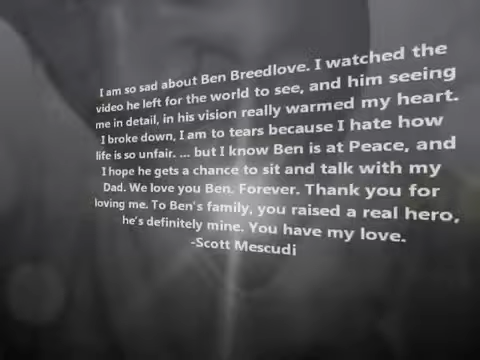 I am so sad about Ben Breedlove. I watched the
video he left for the world to see, and him seeing
me in detail, in his vision really warmed my heart.
I broke down, I am to tears because I hate how
life is so unfair. ... but I know Ben is at Peace, and
I hope he gets a chance to sit and talk with my
Dad. We love you Ben. Forever. Thank you for
loving me. To Ben's family, you raised a real hero,
he's definitely mine. You have my love.
-Scott Mescudi